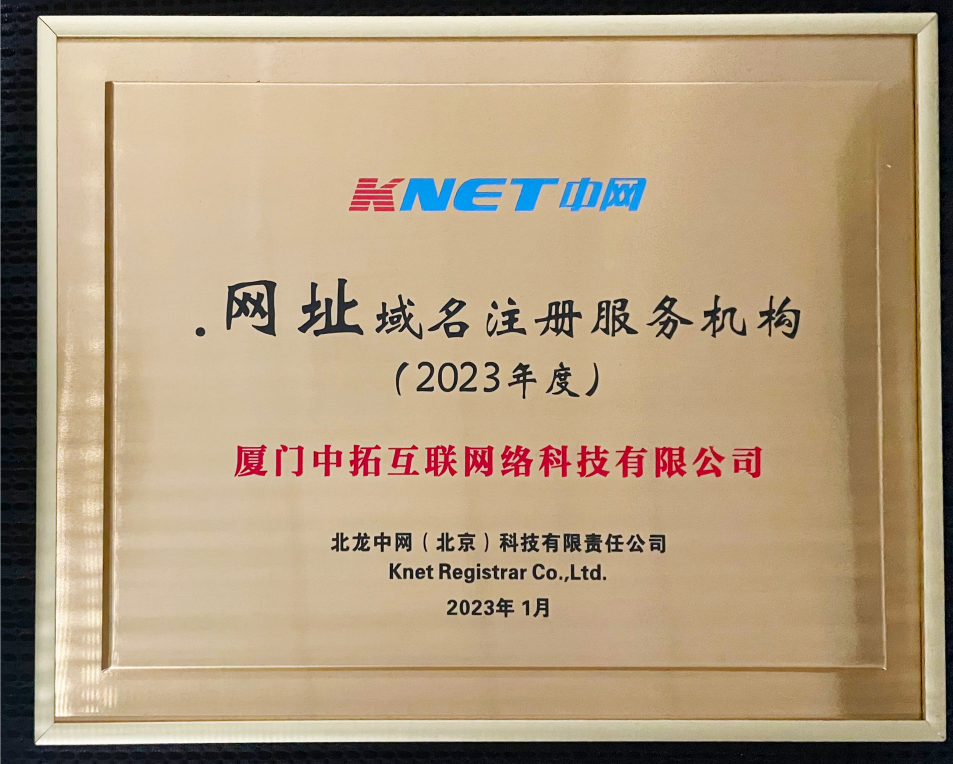 KNET中网
.网址域名注册服务机构
(2023年度)
厦门中拓互联网络科技有限公司
北龙中网(北京)科技有限责任公司
Knet Registrar Co.,Ltd.
2023年 1月